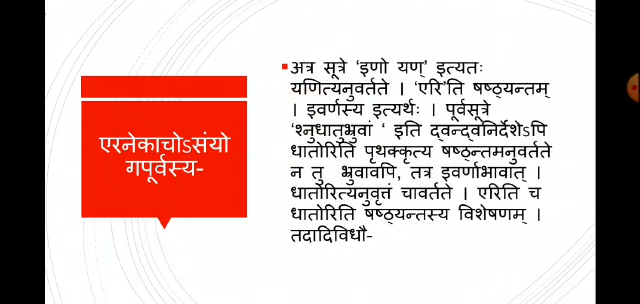 एरनेकाचोऽसंयो
गपूर्वस्य-
अत्र सूत्रे ‘इणो यण्’ इत्यतः
यणित्यनुवर्तते । ‘एरि’ति षष्ठ्यन्तम्
। इवर्णस्य इत्यर्थः । पूर्वसूत्रे
‘श्नुधातुभ्रुवां ‘ इति द्वन्द्वनिर्देशेऽपि
धातोरिति पृथक्कृत्य षष्ठ्न्तमनुवर्तते
न तु भ्रुवावपि, तत्र इवर्णाभावात् ।
धातोरित्यनुवृत्तं चावर्तते । एरिति च
धातोरिति षष्ठ्यन्तस्य विशेषणम् ।
तदादिविधौ-